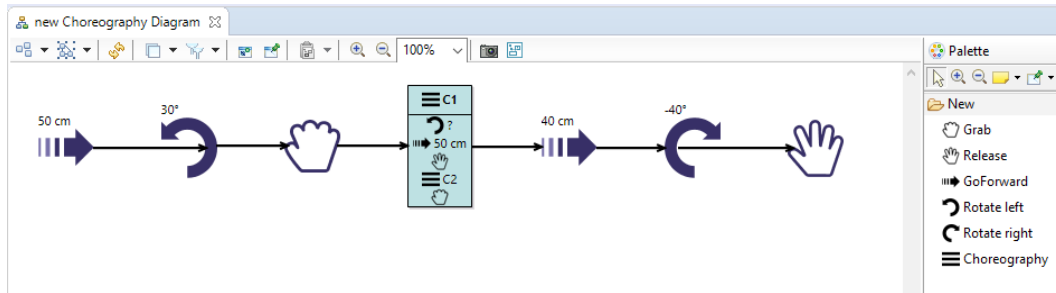 new Choreography Diagram
100%
Palette
New
Grab
Release
GoForward
Rotate left
Rotate right
Choreography
50 cm
30°
C1
?
50 cm
C2
40 cm
-40°